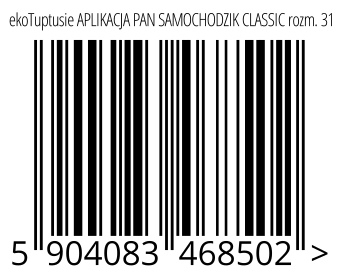 ekoTuptusie APLIKACJA PAN SAMOCHODZIK CLASSIC rozm. 31
5 904083 468502 >